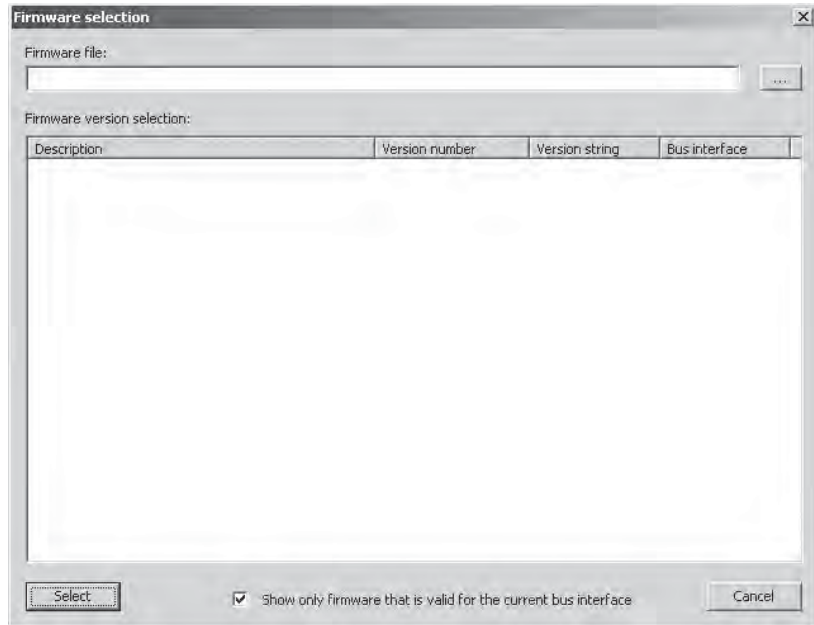 Firmware selection
Firmware file:
...
Firmware version selection:
Description Version number Version string Bus interface
Select Show only firmware that is valid for the current bus interface Cancel